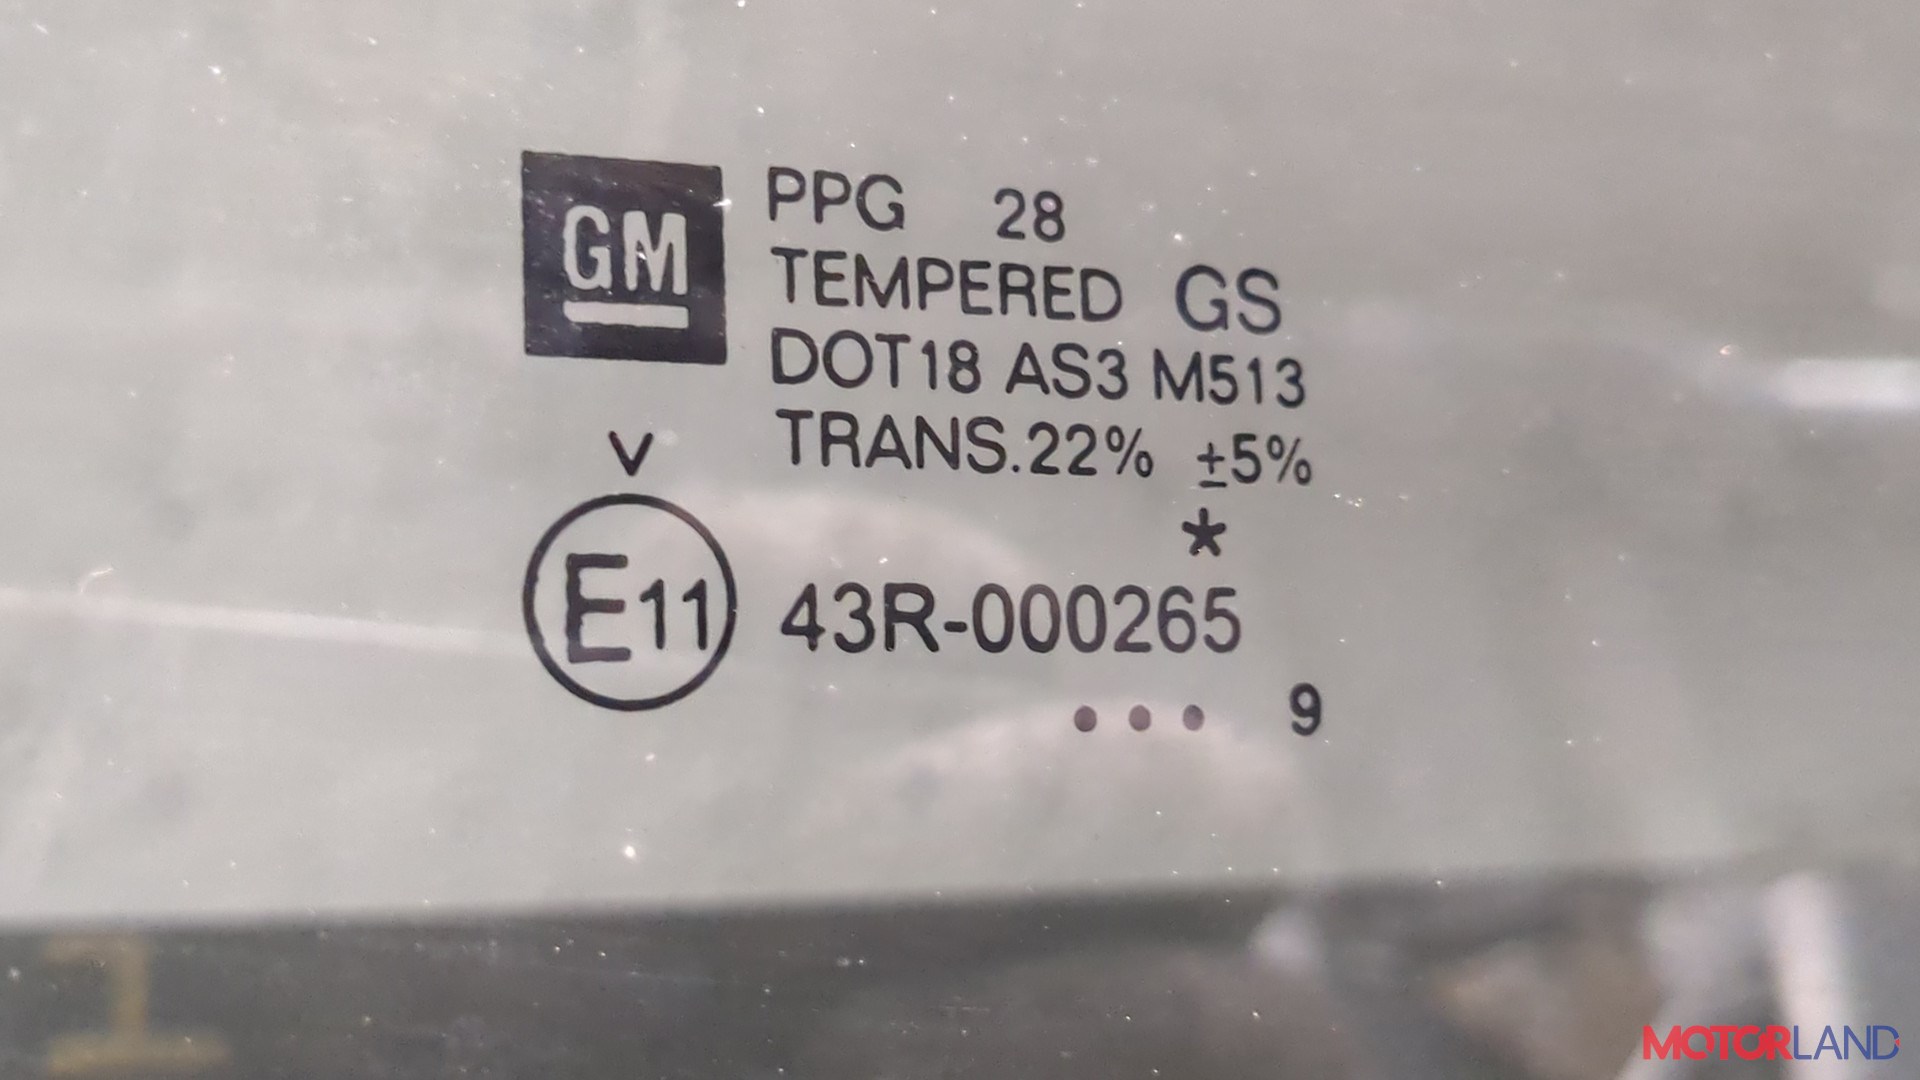 GM
PPG 28
TEMPERED GS
DOT18 AS3 M513
TRANS.22% ±5%
V
*
E11 43R-000265
... 9
MOTORLAND